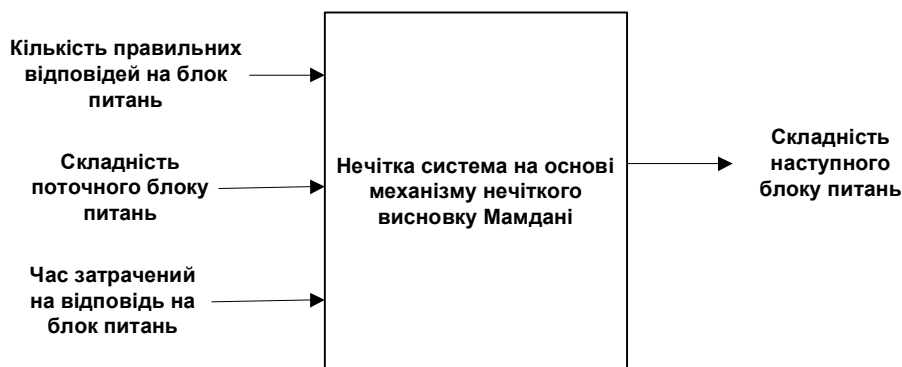 Кількість правильних
відповідей на блок
питань
Складність
поточного блоку
питань
Час затрачений
на відповідь на
блок питань
Нечітка система на основі
механізму нечіткого
висновку Мамдані
Складність
наступного
блоку питань